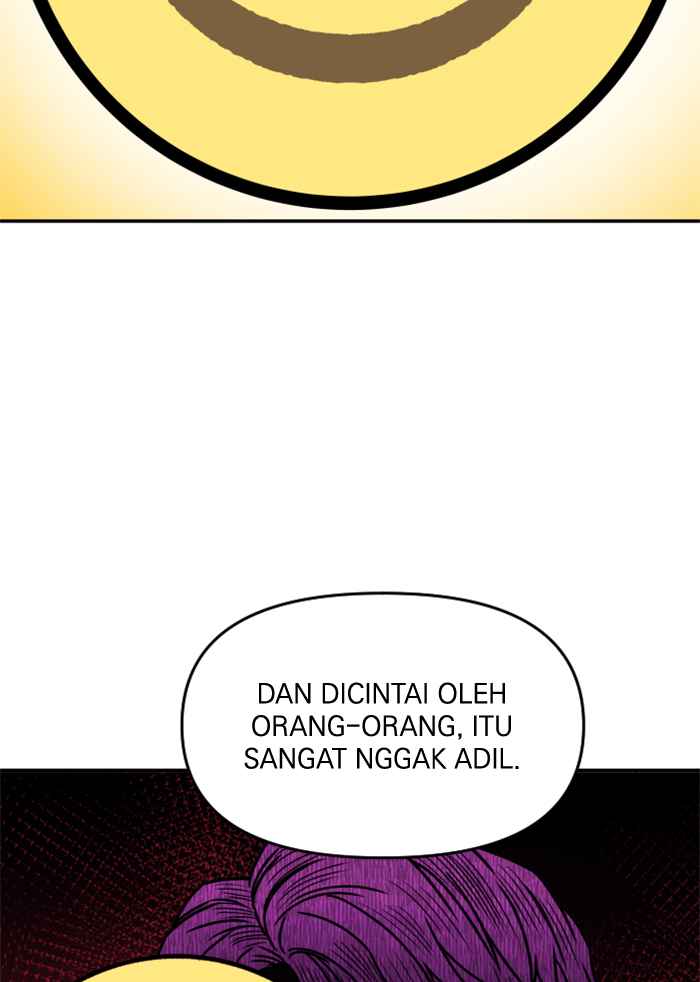 DAN DICINTAI OLEH
ORANG-ORANG, ITU
SANGAT NGGAK ADIL.